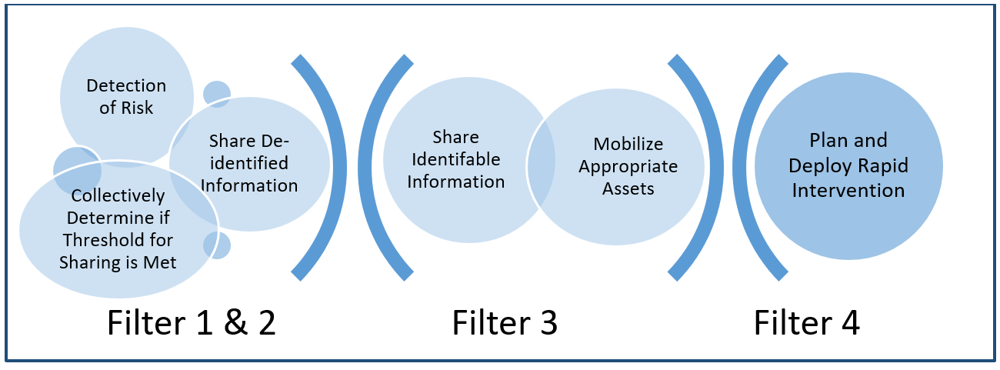 Detection
of Risk
Share De-
identified
Information
Collectively
Determine if
Threshold for
Sharing is Met
Filter 1 & 2
Share
Identifable
Information
Mobilize
Appropriate
Assets
Filter 3
Plan and
Deploy Rapid
Intervention
Filter 4